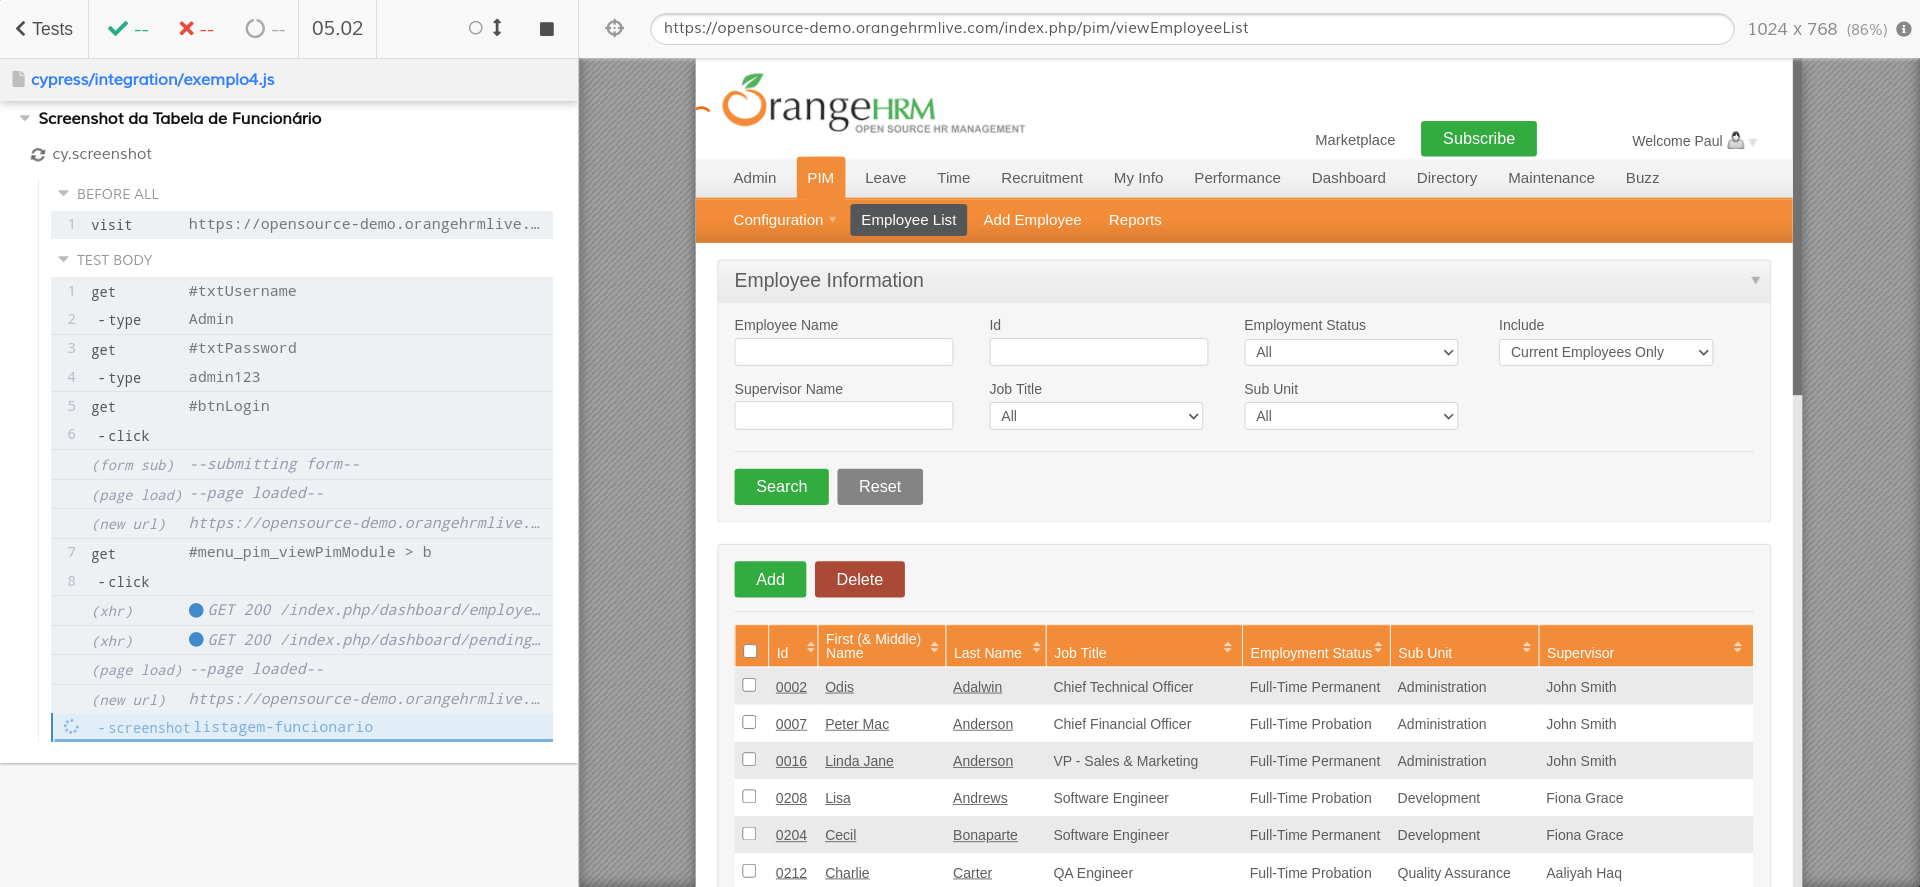 Tests
--
--
--
05.02
https://opensource-demo.orangehrmlive.com/index.php/pim/viewEmployeeList
1024 x 768 (86%)
cypress/integration/exemplo4.js
Screenshot da Tabela de Funcionário
cy.screenshot
BEFORE ALL
1 visit https://opensource-demo.orangehrmlive.…
TEST BODY
1 get #txtUsername
2 - type Admin
3 get #txtPassword
4 - type admin123
5 get #btnLogin
6 - click
(form sub) --submitting form--
(page load) --page loaded--
(new url) https://opensource-demo.orangehrmlive.…
7 get #menu_pim_viewPimModule > b
8 - click
(xhr) GET 200 /index.php/dashboard/employe…
(xhr) GET 200 /index.php/dashboard/pending…
(page load) --page loaded--
(new url) https://opensource-demo.orangehrmlive.…
- screenshot listagem-funcionario
OrangeHRM
OPEN SOURCE HR MANAGEMENT
Marketplace Subscribe Welcome Paul
Admin PIM Leave Time Recruitment My Info Performance Dashboard Directory Maintenance Buzz
Configuration Employee List Add Employee Reports
Employee Information
Employee Name Id Employment Status Include
All Current Employees Only
Supervisor Name Job Title Sub Unit
All All
Search Reset
Add Delete
Id First (& Middle) Name Last Name Job Title Employment Status Sub Unit Supervisor
0002 Odis Adalwin Chief Technical Officer Full-Time Permanent Administration John Smith
0007 Peter Mac Anderson Chief Financial Officer Full-Time Probation Administration John Smith
0016 Linda Jane Anderson VP - Sales & Marketing Full-Time Permanent Administration John Smith
0208 Lisa Andrews Software Engineer Full-Time Probation Development Fiona Grace
0204 Cecil Bonaparte Software Engineer Full-Time Permanent Development Fiona Grace
0212 Charlie Carter QA Engineer Full-Time Probation Quality Assurance Aaliyah Haq